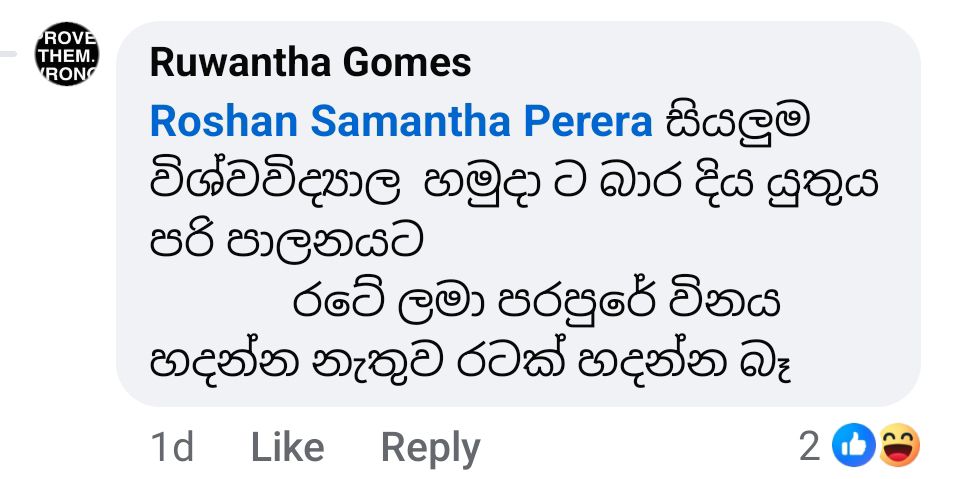 PROVE
THEM.
WRONG
Ruwantha Gomes
Roshan Samantha Perera සියලුම
විශ්වවිද්‍යාල හමුදා ට බාර දිය යුතුය
පරි පාලනයට
රටේ ලමා පරපුරේ විනය
හදන්න නැතුව රටක් හදන්න බෑ
1d Like Reply 2